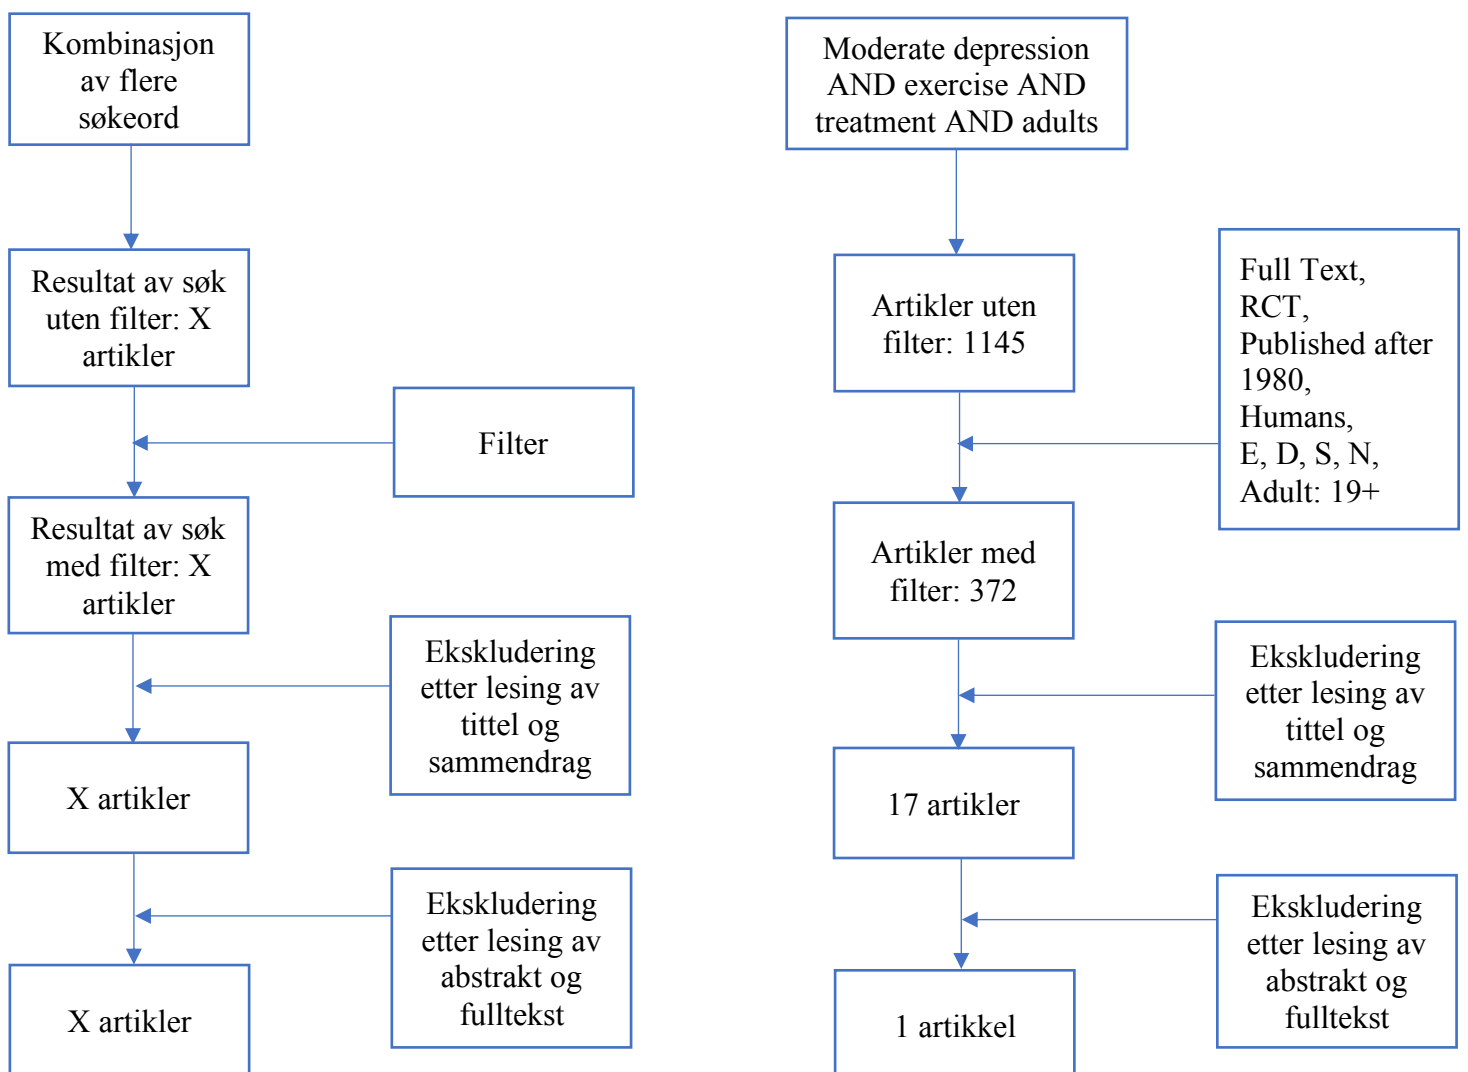 Kombinasjon
av flere
søkeord
Resultat av søk
uten filter: X
artikler
Filter
Resultat av søk
med filter: X
artikler
Ekskludering
etter lesing av
tittel og
sammendrag
X artikler
Ekskludering
etter lesing av
abstrakt og
fulltekst
X artikler
Moderate depression
AND exercise AND
treatment AND adults
Artikler uten
filter: 1145
Full Text,
RCT,
Published after
1980,
Humans,
E, D, S, N,
Adult: 19+
Artikler med
filter: 372
Ekskludering
etter lesing av
tittel og
sammendrag
17 artikler
Ekskludering
etter lesing av
abstrakt og
fulltekst
1 artikkel